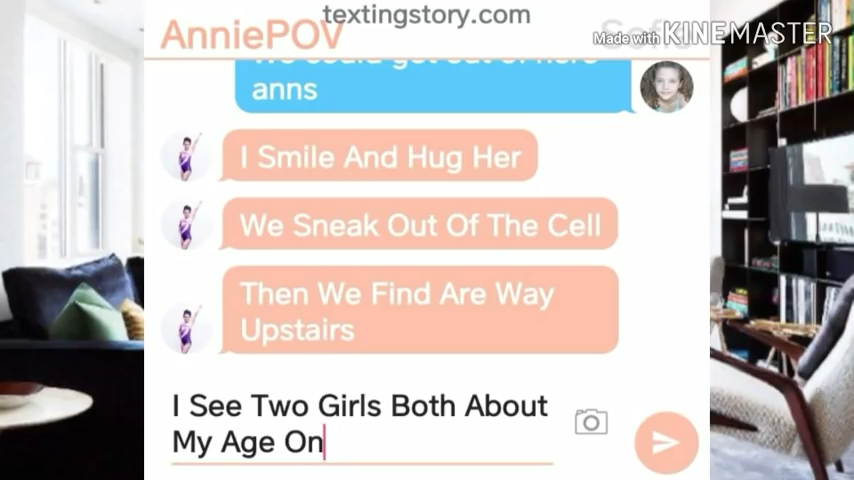 textingstory.com
AnniePOV
Made with KINEMASTER
anns
I Smile And Hug Her
We Sneak Out Of The Cell
Then We Find Are Way
Upstairs
I See Two Girls Both About
My Age On